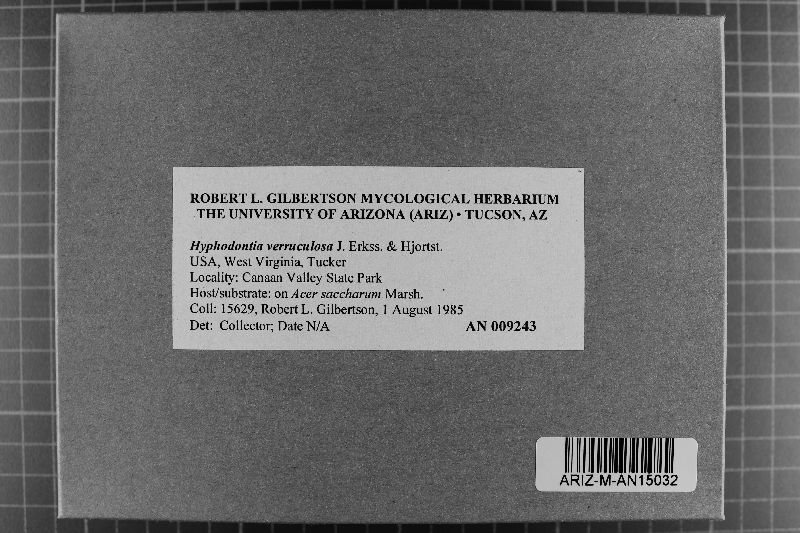 ROBERT L. GILBERTSON MYCOLOGICAL HERBARIUM
THE UNIVERSITY OF ARIZONA (ARIZ) • TUCSON, AZ
Hyphodontia verruculosa J. Erkss. & Hjortst.
USA, West Virginia, Tucker
Locality: Canaan Valley State Park
Host/substrate: on Acer saccharum Marsh.
Coll: 15629, Robert L. Gilbertson, 1 August 1985
Det: Collector; Date N/A AN 009243
ARIZ-M-AN15032